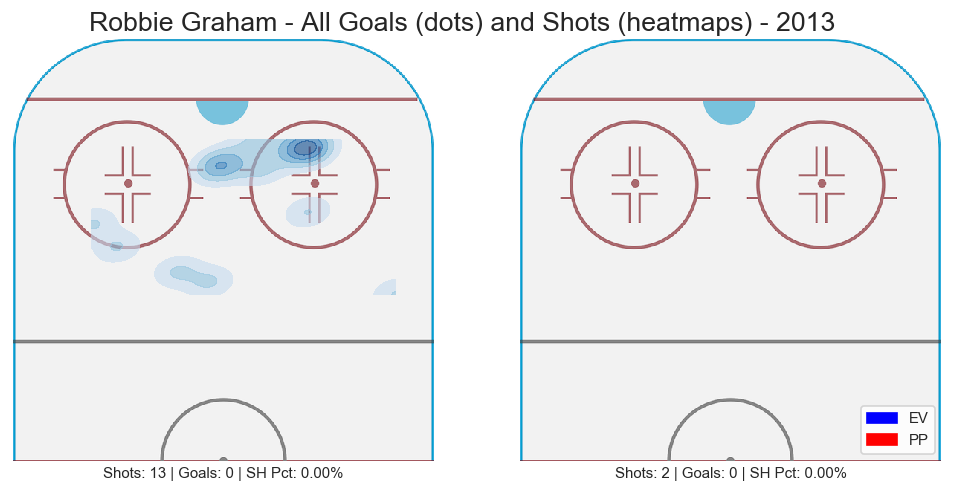 Robbie Graham - All Goals (dots) and Shots (heatmaps) - 2013
EV
PP
Shots: 13 | Goals: 0 | SH Pct: 0.00%
Shots: 2 | Goals: 0 | SH Pct: 0.00%